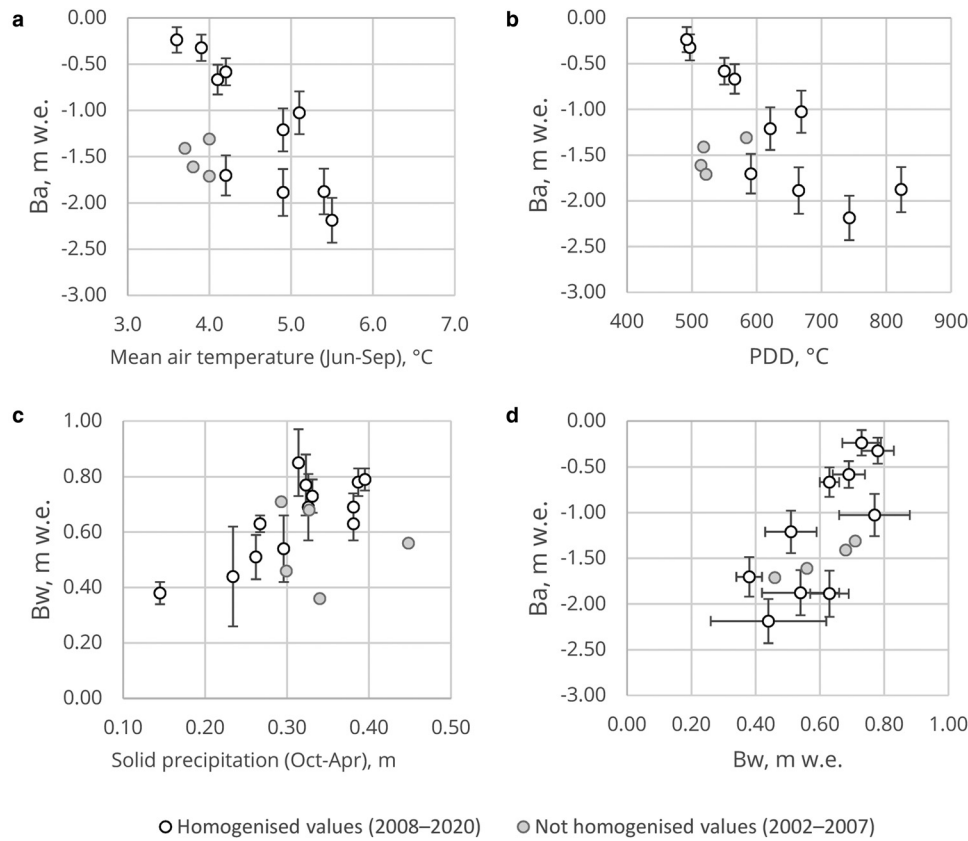 a
0.00
-0.50
-1.00
-1.50
-2.00
-2.50
-3.00
Ba, m w.e.
3.0 4.0 5.0 6.0 7.0
Mean air temperature (Jun-Sep), °C
b
0.00
-0.50
-1.00
-1.50
-2.00
-2.50
-3.00
Ba, m w.e.
400 500 600 700 800 900
PDD, °C
c
1.00
0.80
0.60
0.40
0.20
0.00
Bw, m w.e.
0.10 0.20 0.30 0.40 0.50
Solid precipitation (Oct-Apr), m
d
0.00
-0.50
-1.00
-1.50
-2.00
-2.50
-3.00
Ba, m w.e.
0.00 0.20 0.40 0.60 0.80 1.00
Bw, m w.e.
Homogenised values (2008–2020) Not homogenised values (2002–2007)